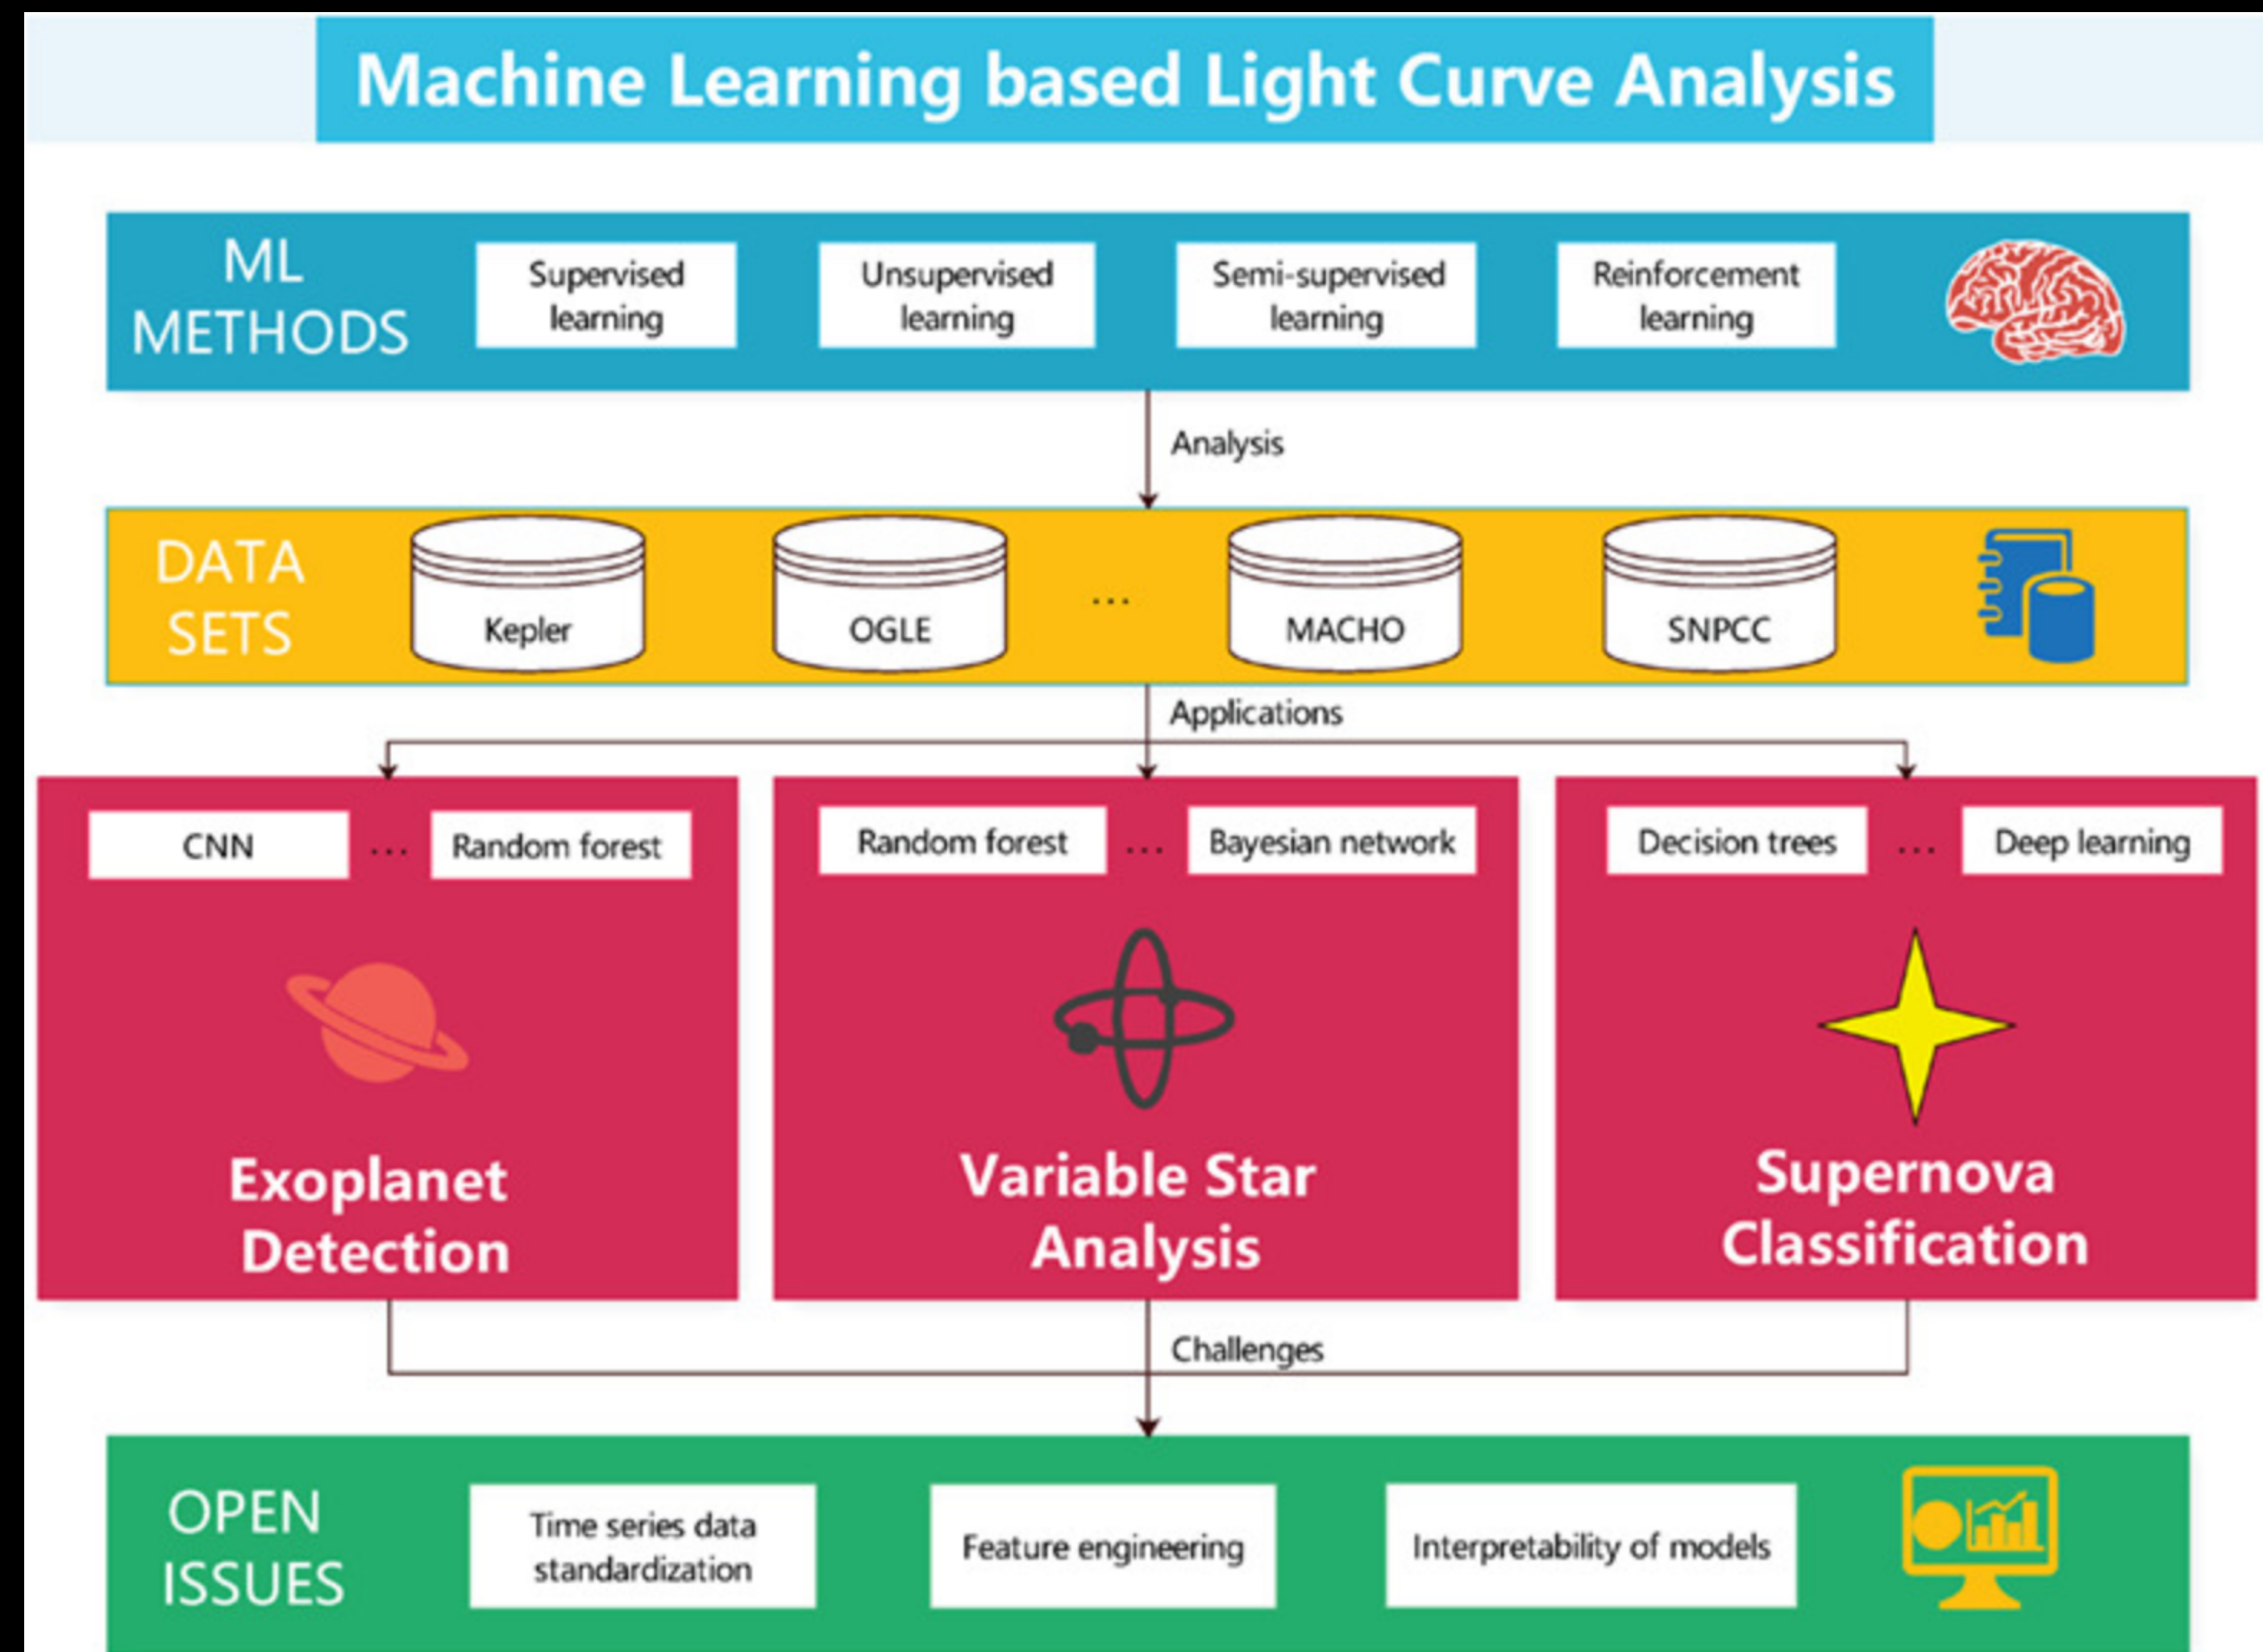 Machine Learning based Light Curve Analysis
ML
METHODS
Supervised
learning
Unsupervised
learning
Semi-supervised
learning
Reinforcement
learning
Analysis
DATA
SETS
Kepler
OGLE
...
MACHO
SNPCC
Applications
CNN
...
Random forest
Exoplanet
Detection
Random forest
...
Bayesian network
Variable Star
Analysis
Decision trees
...
Deep learning
Supernova
Classification
Challenges
OPEN
ISSUES
Time series data
standardization
Feature engineering
Interpretability of models